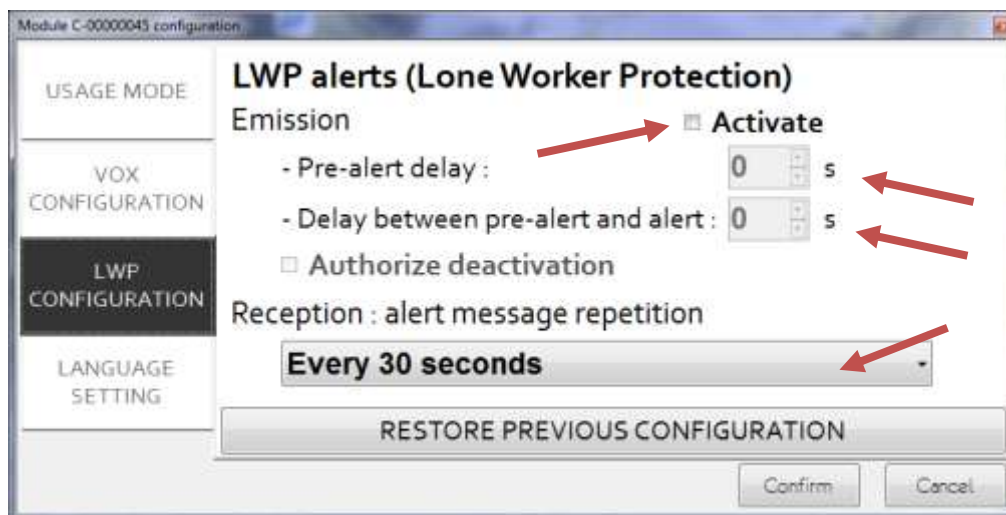 Module C-00000045 configuration
USAGE MODE
VOX
CONFIGURATION
LWP
CONFIGURATION
LANGUAGE
SETTING
LWP alerts (Lone Worker Protection)
Emission
Activate
- Pre-alert delay : 0 s
- Delay between pre-alert and alert : 0 s
Authorize deactivation
Reception : alert message repetition
Every 30 seconds
RESTORE PREVIOUS CONFIGURATION
Confirm
Cancel